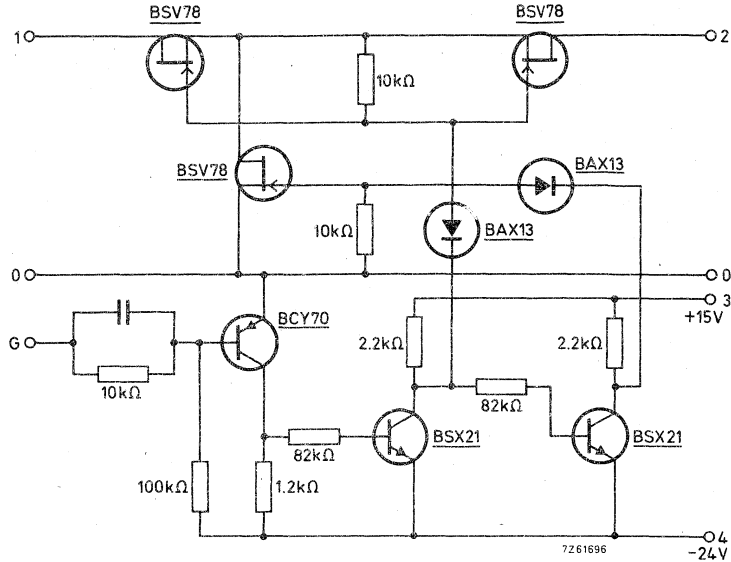 BSV78
BSV78
1
2
10kΩ
BSV78
BAX13
10kΩ
BAX13
0
0
3
+15V
BCY70
G
2.2kΩ
2.2kΩ
10kΩ
82kΩ
BSX21
BSX21
82kΩ
100kΩ
1.2kΩ
4
-24V
7Z61696